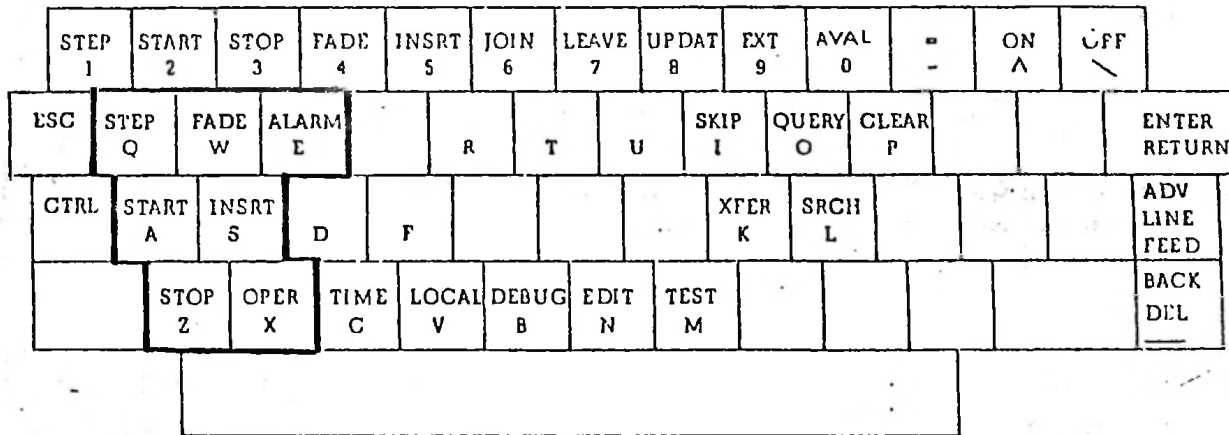 STEP START STOP FADE INSRT JOIN LEAVE UPDAT EXT AVAL = ON OFF
1 2 3 4 5 6 7 8 9 0 - ^ \
ESC STEP FADE ALARM SKIP QUERY CLEAR ENTER
Q W E R T U I O P RETURN
CTRL START INSRT XFER SRCH ADV
A S D F K L LINE
FEED
STOP OPER TIME LOCAL DEBUG EDIT TEST BACK
Z X C V B N M DEL